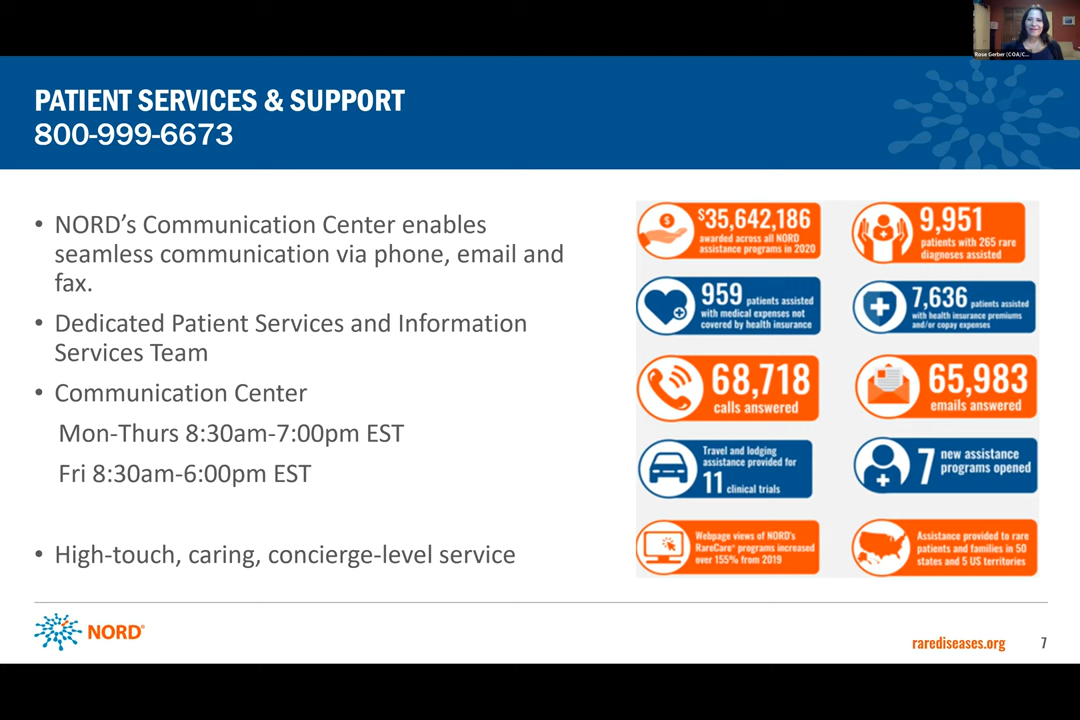 Rose Gerber (COA/C...
PATIENT SERVICES & SUPPORT
800-999-6673
• NORD’s Communication Center enables
seamless communication via phone, email and
fax.
• Dedicated Patient Services and Information
Services Team
• Communication Center
Mon-Thurs 8:30am-7:00pm EST
Fri 8:30am-6:00pm EST
• High-touch, caring, concierge-level service
$35,642,186
awarded across all NORD
assistance programs in 2020
9,951
patients with 265 rare
diagnoses assisted
959 patients assisted
with medical expenses not
covered by health insurance
7,636 patients assisted
with health insurance premiums
and/or copay expenses
68,718
calls answered
65,983
emails answered
Travel and lodging
assistance provided for
11 clinical trials
7 new assistance
programs opened
Webpage views of NORD's
RareCare® programs increased
over 155% from 2019
Assistance provided to rare
patients and families in 50
states and 5 US territories
NORD®
rarediseases.org
7